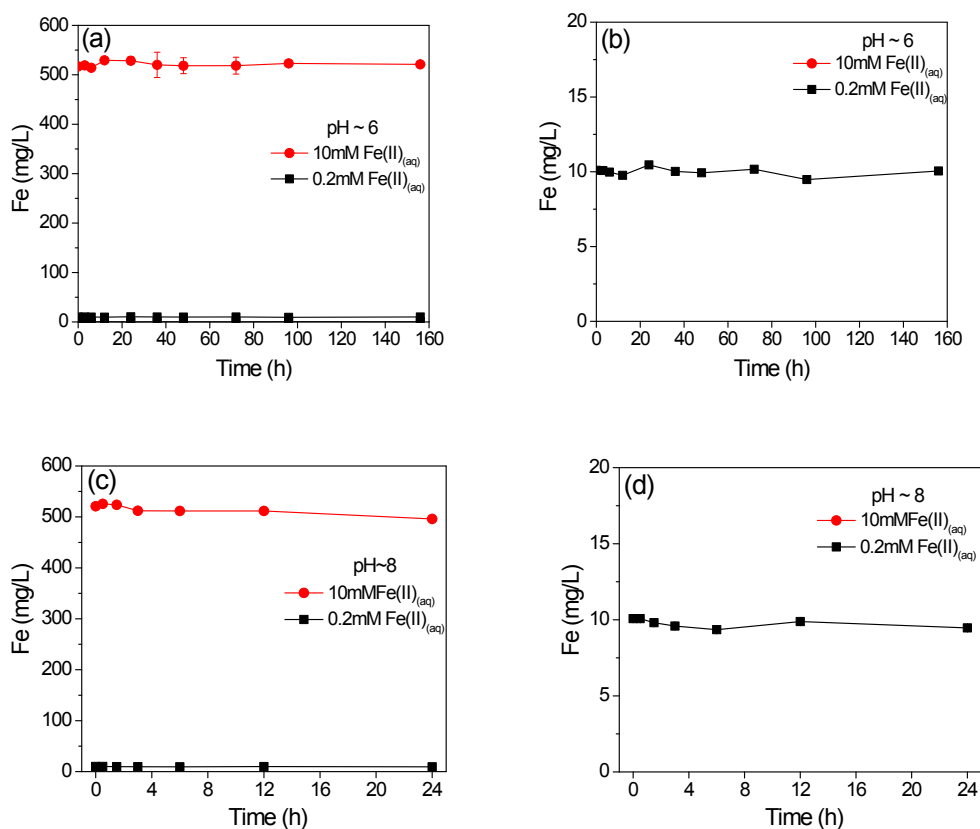 (a)
600
500
400
300
200
100
0
Fe (mg/L)
pH ~ 6
10mM Fe(II)(aq)
0.2mM Fe(II)(aq)
0 20 40 60 80 100 120 140 160
Time (h)
(b)
20
15
10
5
0
Fe (mg/L)
pH ~ 6
10mM Fe(II)(aq)
0.2mM Fe(II)(aq)
0 20 40 60 80 100 120 140 160
Time (h)
(c)
600
500
400
300
200
100
0
Fe (mg/L)
pH~8
10mMFe(II)(aq)
0.2mM Fe(II)(aq)
0 4 8 12 16 20 24
Time (h)
(d)
20
15
10
5
0
Fe (mg/L)
pH ~ 8
10mMFe(II)(aq)
0.2mM Fe(II)(aq)
0 4 8 12 16 20 24
Time (h)